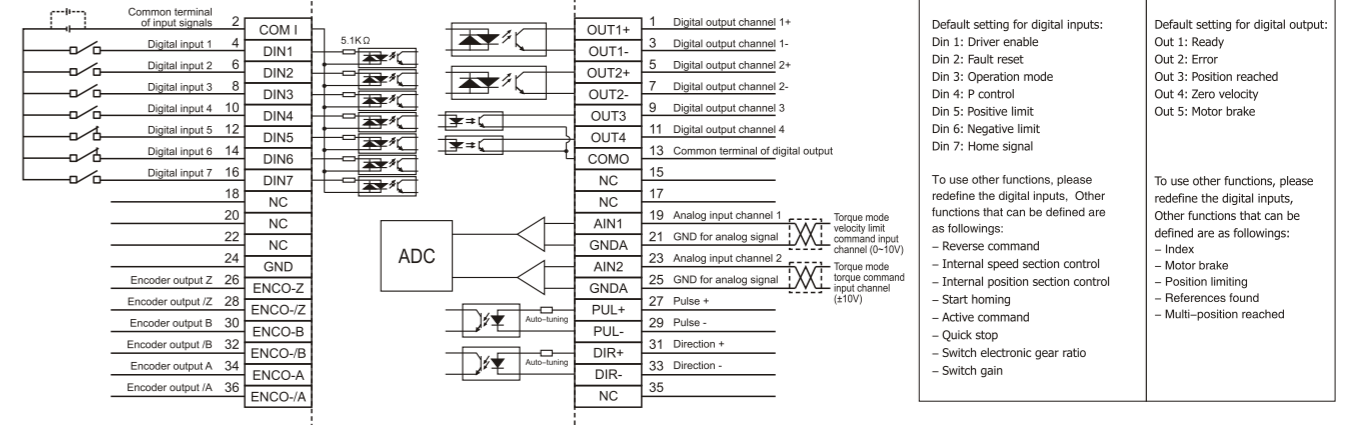 Common terminal
of input signals 2 COM I
Digital input 1 4 DIN1
Digital input 2 6 DIN2
Digital input 3 8 DIN3
Digital input 4 10 DIN4
Digital input 5 12 DIN5
Digital input 6 14 DIN6
Digital input 7 16 DIN7
18 NC
20 NC
22 NC
24 GND
Encoder output Z 26 ENCO-Z
Encoder output /Z 28 ENCO-/Z
Encoder output B 30 ENCO-B
Encoder output /B 32 ENCO-/B
Encoder output A 34 ENCO-A
Encoder output /A 36 ENCO-/A
5.1KΩ
ADC
Auto-tuning
Auto-tuning
OUT1+ 1 Digital output channel 1+
OUT1- 3 Digital output channel 1-
OUT2+ 5 Digital output channel 2+
OUT2- 7 Digital output channel 2-
OUT3 9 Digital output channel 3
OUT4 11 Digital output channel 4
COMO 13 Common terminal of digital output
NC 15
NC 17
AIN1 19 Analog input channel 1
GNDA 21 GND for analog signal
AIN2 23 Analog input channel 2
GNDA 25 GND for analog signal
PUL+ 27 Pulse +
PUL- 29 Pulse -
DIR+ 31 Direction +
DIR- 33 Direction -
NC 35
Torque mode
velocity limit
command input
channel (0~10V)
Torque mode
torque command
input channel
(±10V)
Default setting for digital inputs:
Din 1: Driver enable
Din 2: Fault reset
Din 3: Operation mode
Din 4: P control
Din 5: Positive limit
Din 6: Negative limit
Din 7: Home signal
To use other functions, please
redefine the digital inputs, Other
functions that can be defined are
as followings:
– Reverse command
– Internal speed section control
– Internal position section control
– Start homing
– Active command
– Quick stop
– Switch electronic gear ratio
– Switch gain
Default setting for digital output:
Out 1: Ready
Out 2: Error
Out 3: Position reached
Out 4: Zero velocity
Out 5: Motor brake
To use other functions, please
redefine the digital inputs,
Other functions that can be
defined are as followings:
– Index
– Motor brake
– Position limiting
– References found
– Multi–position reached